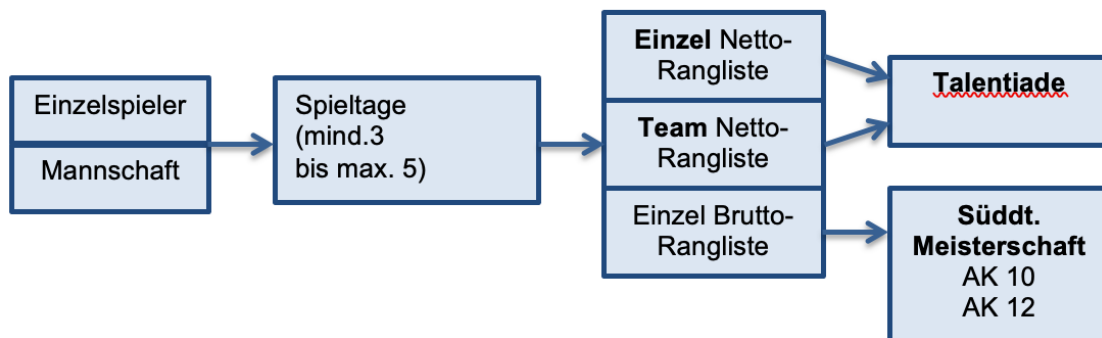 Einzelspieler
Mannschaft
Spieltage
(mind.3
bis max. 5)
Einzel Netto-
Rangliste
Team Netto-
Rangliste
Einzel Brutto-
Rangliste
Talentiade
Süddt.
Meisterschaft
AK 10
AK 12